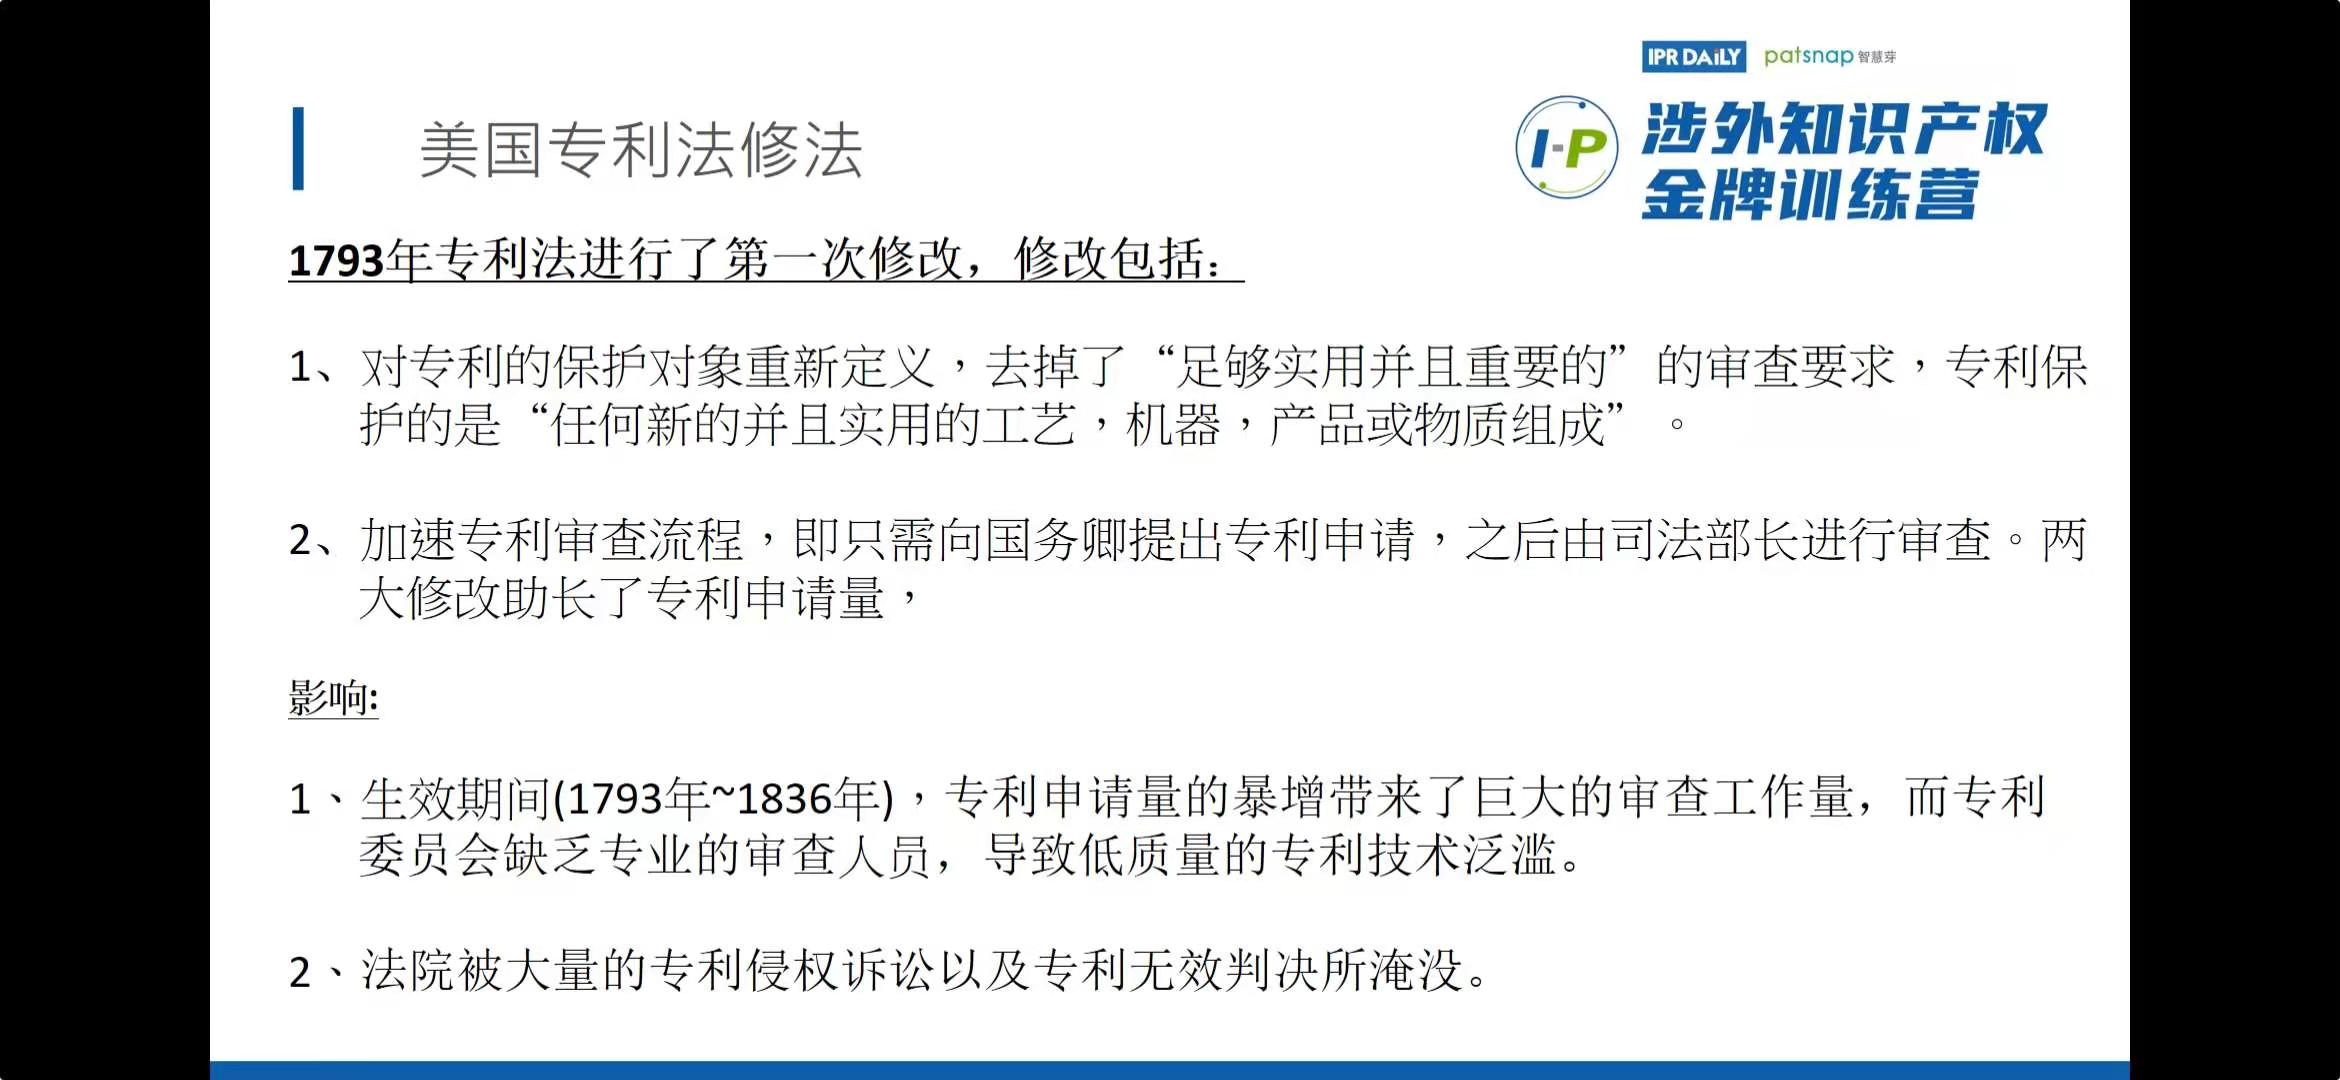 IPR DAiLY patsnap 智慧芽
I-P 涉外知识产权
金牌训练营
美国专利法修法
1793年专利法进行了第一次修改，修改包括：
1、对专利的保护对象重新定义，去掉了“足够实用并且重要的”的审查要求，专利保
护的是“任何新的并且实用的工艺，机器，产品或物质组成”。
2、加速专利审查流程，即只需向国务卿提出专利申请，之后由司法部长进行审查。两
大修改助长了专利申请量，
影响:
1、生效期间(1793年~1836年)，专利申请量的暴增带来了巨大的审查工作量，而专利
委员会缺乏专业的审查人员，导致低质量的专利技术泛滥。
2、法院被大量的专利侵权诉讼以及专利无效判决所淹没。